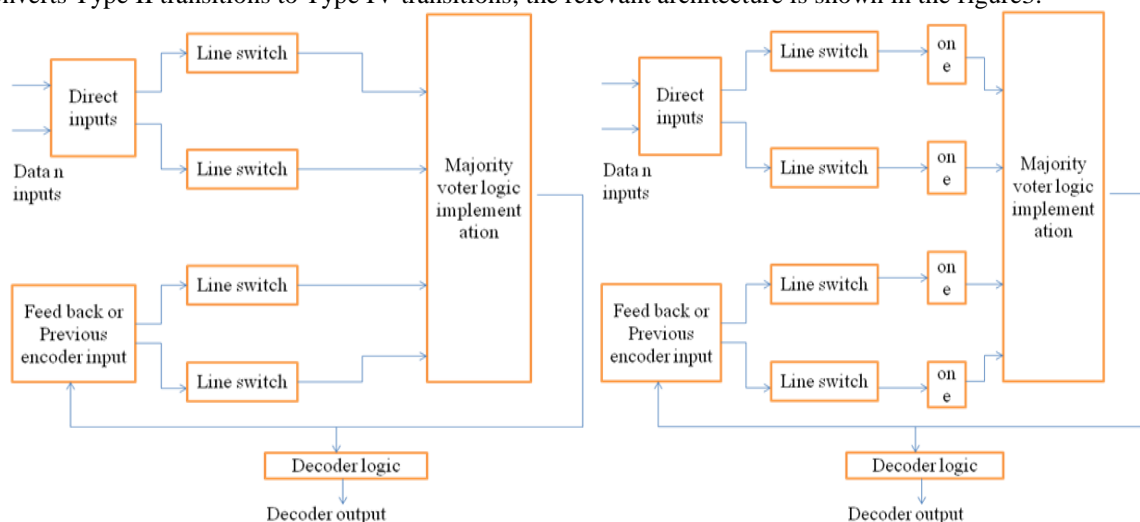 nverts Type II transitions to Type IV transitions, the relevant architecture is shown in the figure3.
Line switch
Direct
inputs
Line switch
Data n
inputs
Majority
voter logic
implement
ation
Line switch
Feed back or
Previous
encoder input
Line switch
Decoder logic
Decoder output
Line switch
on
e
Direct
inputs
Line switch
on
e
Data n
inputs
Majority
voter logic
implement
ation
Line switch
on
e
Feed back or
Previous
encoder input
Line switch
on
e
Decoder logic
Decoder output